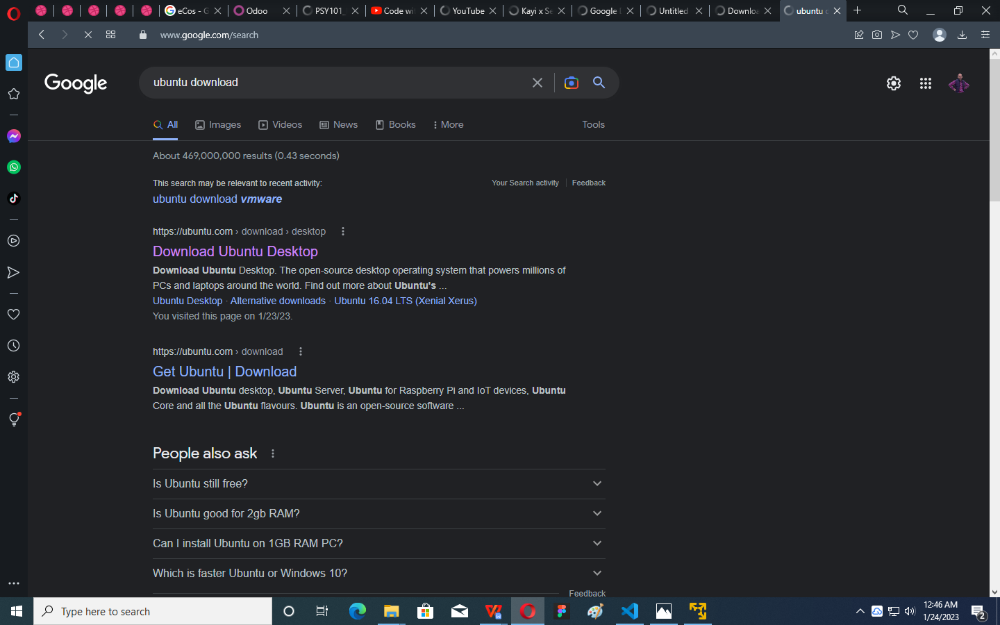 eCos - G
Odoo
PSY101_
Code wit
YouTube
Kayi x Se
Google
Untitled
Downloa
ubuntu d
www.google.com/search
Google
ubuntu download
All
Images
Videos
News
Books
More
Tools
About 469,000,000 results (0.43 seconds)
This search may be relevant to recent activity:
Your Search activity
Feedback
ubuntu download vmware
https://ubuntu.com › download › desktop
Download Ubuntu Desktop
Download Ubuntu Desktop. The open-source desktop operating system that powers millions of
PCs and laptops around the world. Find out more about Ubuntu's ...
Ubuntu Desktop · Alternative downloads · Ubuntu 16.04 LTS (Xenial Xerus)
You visited this page on 1/23/23.
https://ubuntu.com › download
Get Ubuntu | Download
Download Ubuntu desktop, Ubuntu Server, Ubuntu for Raspberry Pi and IoT devices, Ubuntu
Core and all the Ubuntu flavours. Ubuntu is an open-source software ...
People also ask
Is Ubuntu still free?
Is Ubuntu good for 2gb RAM?
Can I install Ubuntu on 1GB RAM PC?
Which is faster Ubuntu or Windows 10?
Feedback
Type here to search
12:46 AM
1/24/2023
2